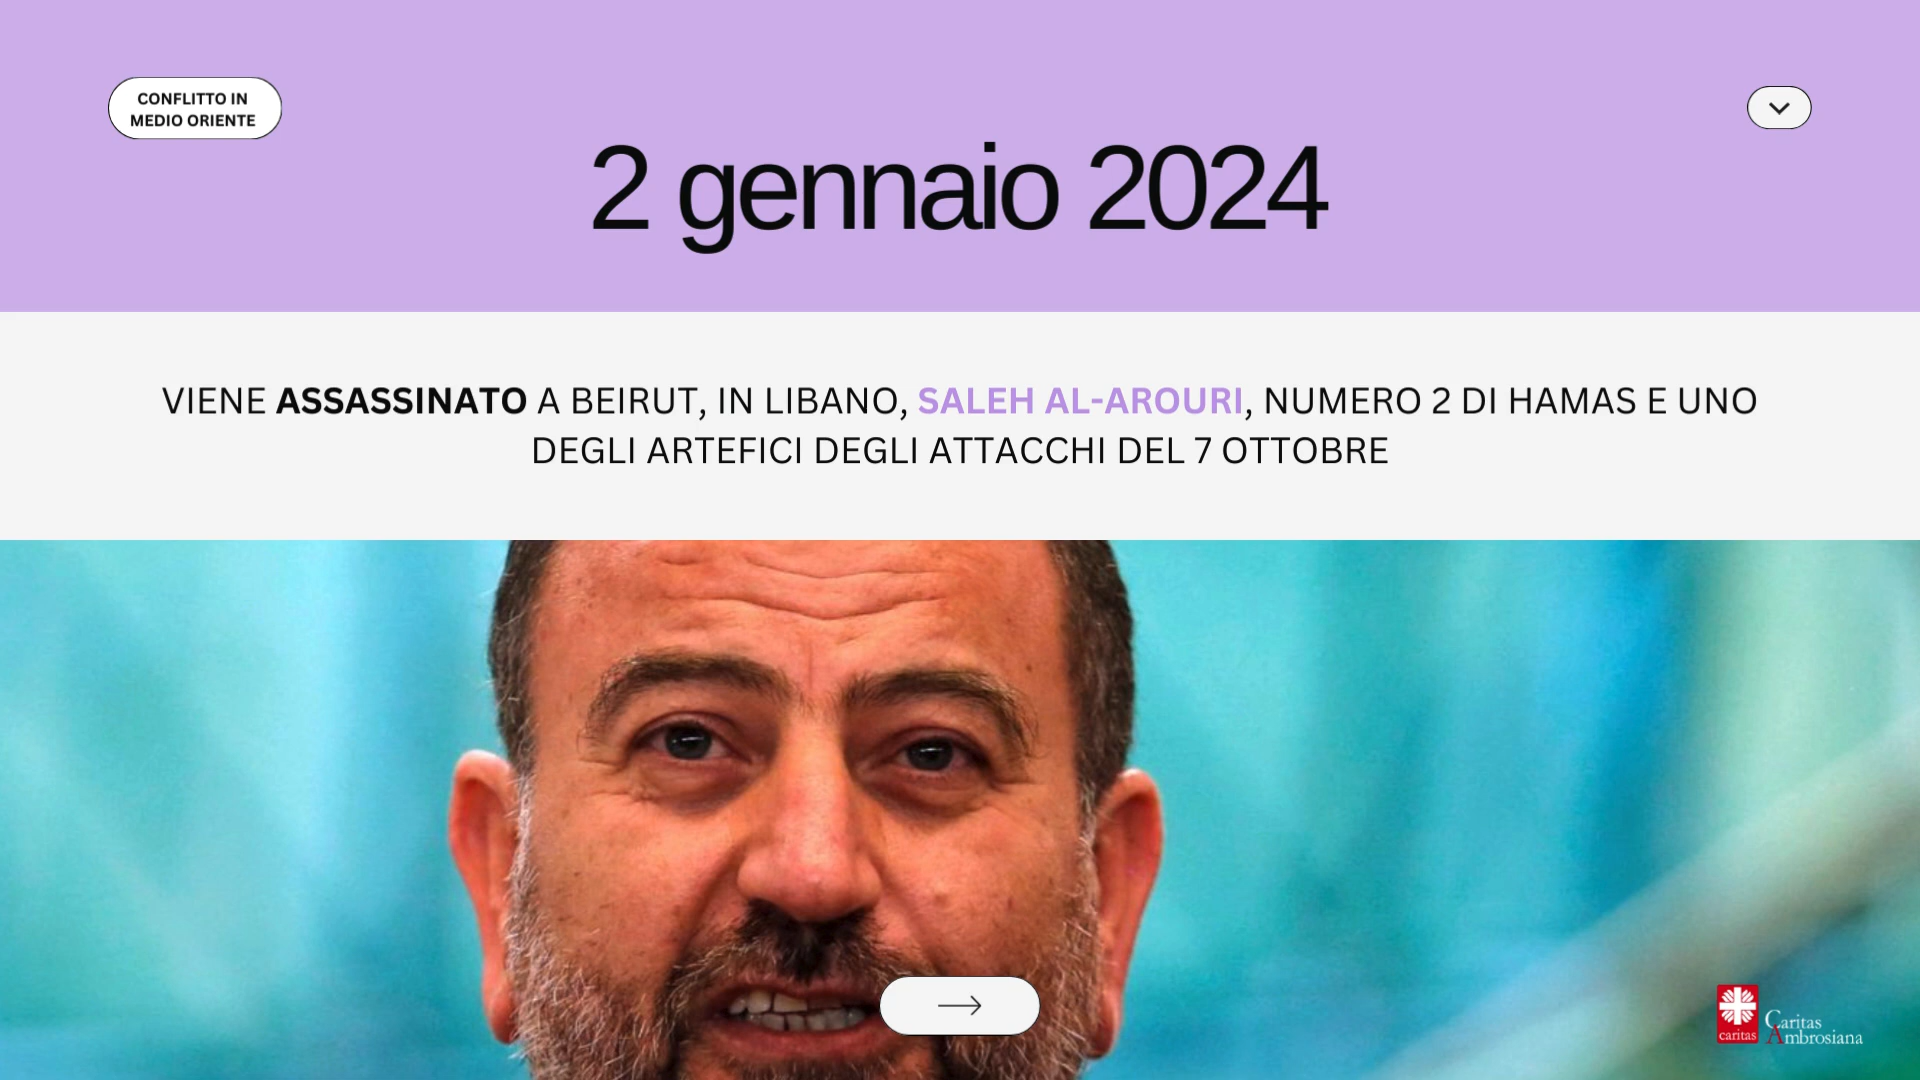 CONFLITTO IN
MEDIO ORIENTE
2 gennaio 2024
VIENE ASSASSINATO A BEIRUT, IN LIBANO, SALEH AL-AROURI, NUMERO 2 DI HAMAS E UNO
DEGLI ARTEFICI DEGLI ATTACCHI DEL 7 OTTOBRE
caritas
Caritas
Ambrosiana